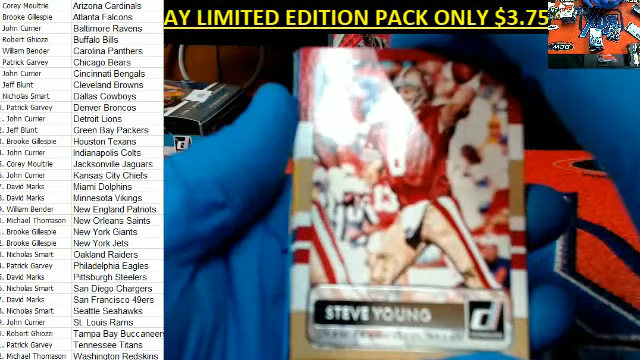 AY LIMITED EDITION PACK ONLY $3.75
Corey Moultrie Arizona Cardinals
Brooke Gillespie Atlanta Falcons
John Currier Baltimore Ravens
Robert Ghiozzi Buffalo Bills
William Bender Carolina Panthers
Patrick Garvey Chicago Bears
John Currier Cincinnati Bengals
Jeff Blunt Cleveland Browns
Nicholas Smart Dallas Cowboys
Patrick Garvey Denver Broncos
John Currier Detroit Lions
Jeff Blunt Green Bay Packers
Brooke Gillespie Houston Texans
John Currier Indianapolis Colts
Corey Moultrie Jacksonville Jaguars
John Currier Kansas City Chiefs
David Marks Miami Dolphins
David Marks Minnesota Vikings
William Bender New England Patriots
Michael Thomason New Orleans Saints
Brooke Gillespie New York Giants
Brooke Gillespie New York Jets
Nicholas Smart Oakland Raiders
Patrick Garvey Philadelphia Eagles
David Marks Pittsburgh Steelers
Nicholas Smart San Diego Chargers
David Marks San Francisco 49ers
Nicholas Smart Seattle Seahawks
John Currier St. Louis Rams
Robert Ghiozzi Tampa Bay Buccaneers
Patrick Garvey Tennessee Titans
Michael Thomason Washington Redskins
STEVE YOUNG